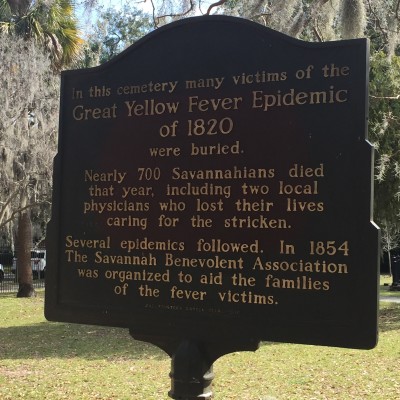 In this cemetery many victims of the
Great Yellow Fever Epidemic
of 1820
were buried.
Nearly 700 Savannahians died
that year, including two local
physicians who lost their lives
caring for the stricken.
Several epidemics followed. In 1854
The Savannah Benevolent Association
was organized to aid the families
of the fever victims.